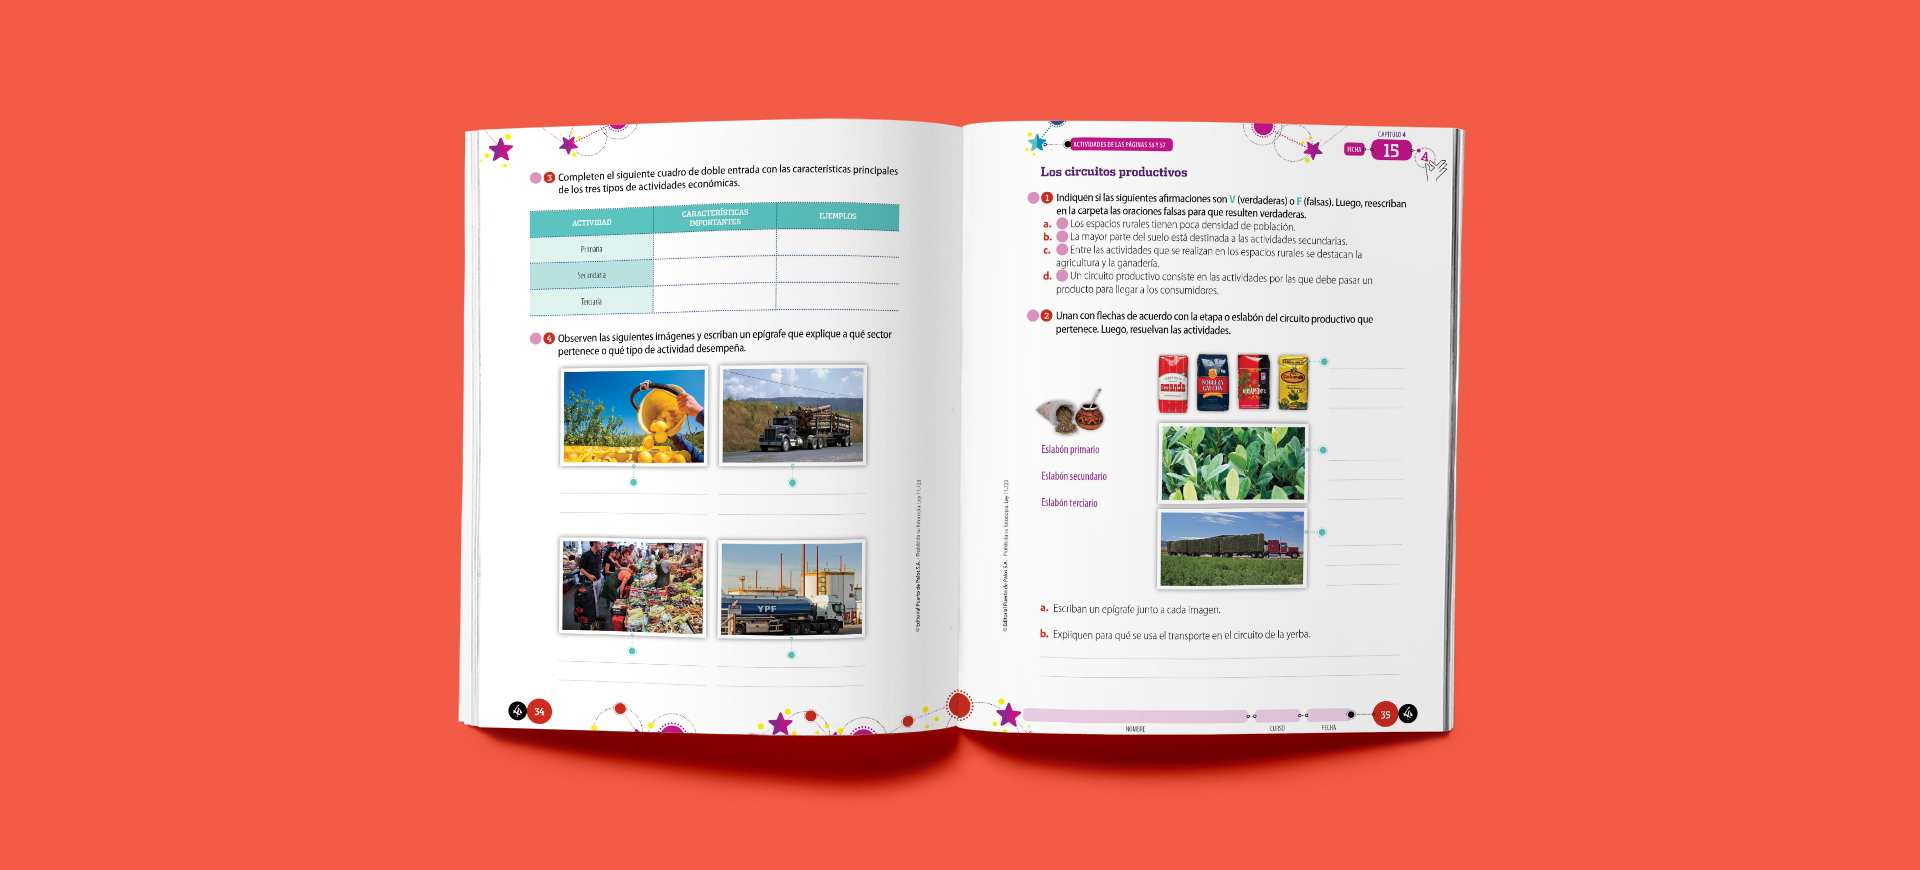 3 Completen el siguiente cuadro de doble entrada con las características principales
de los tres tipos de actividades económicas.
ACTIVIDAD
CARACTERÍSTICAS
IMPORTANTES
EJEMPLOS
Primaria
Secundaria
Terciaria
4 Observen las siguientes imágenes y escriban un epígrafe que explique a qué sector
pertenece o qué tipo de actividad desempeña.
YPF
© Editorial Puerto de Palos S.A. - Prohibida su fotocopia. Ley 11.723
34
ACTIVIDADES DE LAS PÁGINAS 56 Y 57
CAPÍTULO 4
FICHA
15
A
Los circuitos productivos
1 Indiquen si las siguientes afirmaciones son V (verdaderas) o F (falsas). Luego, reescriban
en la carpeta las oraciones falsas para que resulten verdaderas.
a. Los espacios rurales tienen poca densidad de población.
b. La mayor parte del suelo está destinada a las actividades secundarias.
c. Entre las actividades que se realizan en los espacios rurales se destacan la
agricultura y la ganadería.
d. Un circuito productivo consiste en las actividades por las que debe pasar un
producto para llegar a los consumidores.
2 Unan con flechas de acuerdo con la etapa o eslabón del circuito productivo que
pertenece. Luego, resuelvan las actividades.
NOBLEZA
GAUCHA
Eslabón primario
Eslabón secundario
Eslabón terciario
© Editorial Puerto de Palos S.A. - Prohibida su fotocopia. Ley 11.723
a. Escriban un epígrafe junto a cada imagen.
b. Expliquen para qué se usa el transporte en el circuito de la yerba.
NOMBRE
CURSO
FECHA
35